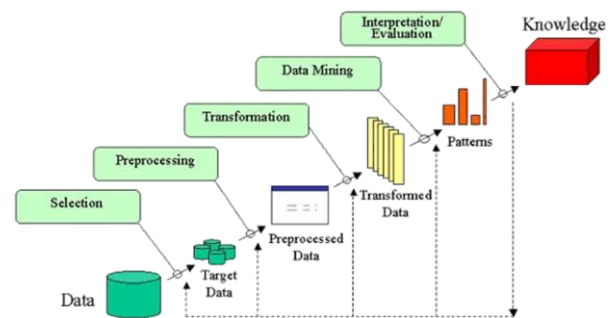 Interpretation/
Evaluation
Knowledge
Data Mining
Transformation
Patterns
Preprocessing
Transformed
Data
Selection
Preprocessed
Data
Target
Data
Data